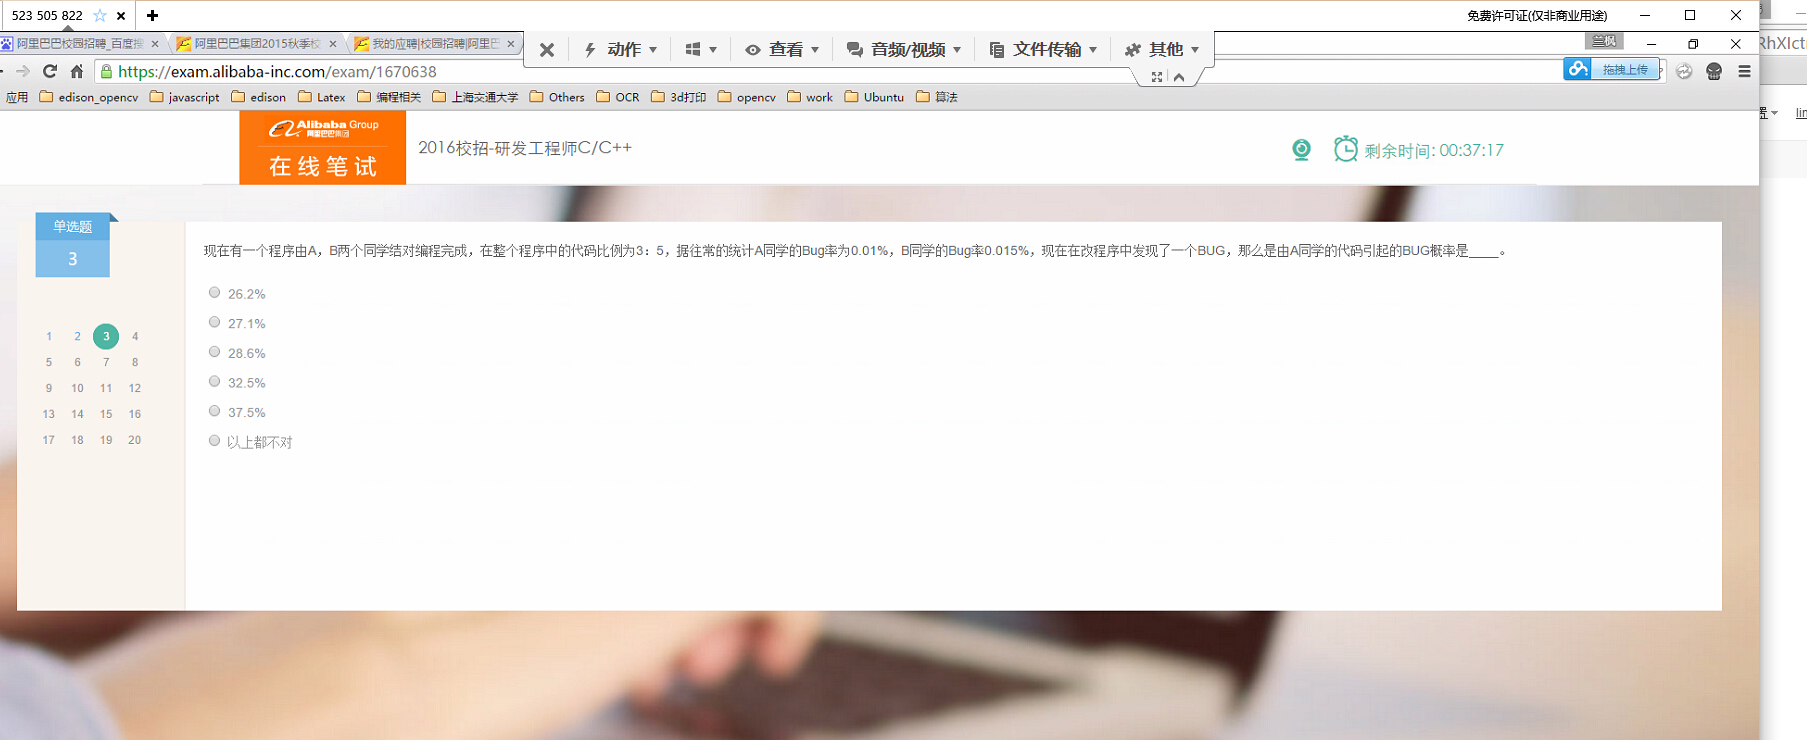 523 505 822
免费许可证(仅非商业用途)
阿里巴巴校园招聘_百度搜
阿里巴巴集团2015秋季校
我的应聘|校园招聘|阿里巴
动作
查看
音频/视频
文件传输
其他
兰枫
RhXIct
https://exam.alibaba-inc.com/exam/1670638
拖拽上传
应用 edison_opencv javascript edison Latex 编程相关 上海交通大学 Others OCR 3d打印 opencv work Ubuntu 算法
置 lin
Alibaba Group
阿里巴巴集团
在线笔试
2016校招-研发工程师C/C++
剩余时间: 00:37:17
单选题
3
现在有一个程序由A，B两个同学结对编程完成，在整个程序中的代码比例为3：5，据往常的统计A同学的Bug率为0.01%，B同学的Bug率0.015%，现在在改程序中发现了一个BUG，那么是由A同学的代码引起的BUG概率是____。
26.2%
27.1%
28.6%
32.5%
37.5%
以上都不对
1 2 3 4
5 6 7 8
9 10 11 12
13 14 15 16
17 18 19 20